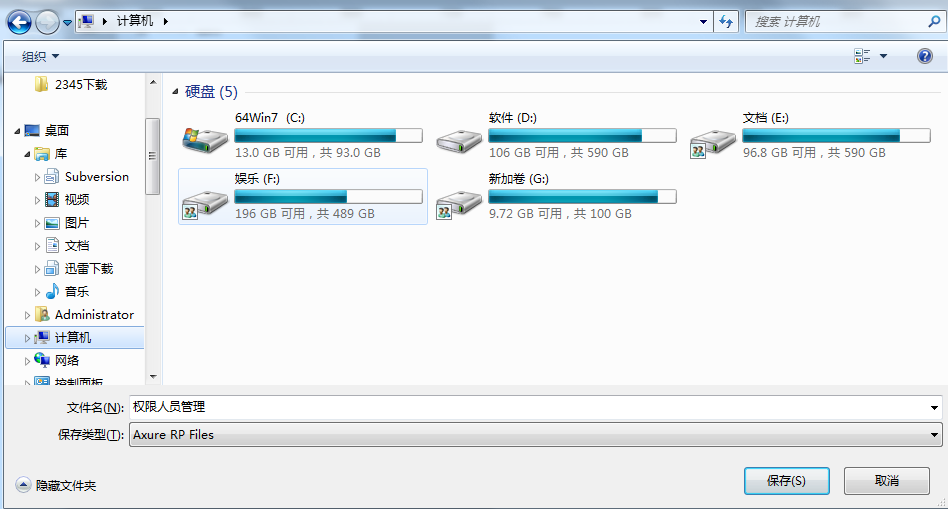 计算机
搜索 计算机
组织
2345下载
桌面
库
Subversion
视频
图片
文档
迅雷下载
音乐
Administrator
计算机
网络
控制面板
硬盘 (5)
64Win7 (C:)
13.0 GB 可用，共 93.0 GB
软件 (D:)
106 GB 可用，共 590 GB
文档 (E:)
96.8 GB 可用，共 590 GB
娱乐 (F:)
196 GB 可用，共 489 GB
新加卷 (G:)
9.72 GB 可用，共 100 GB
文件名(N): 权限人员管理
保存类型(T): Axure RP Files
隐藏文件夹
保存(S)
取消